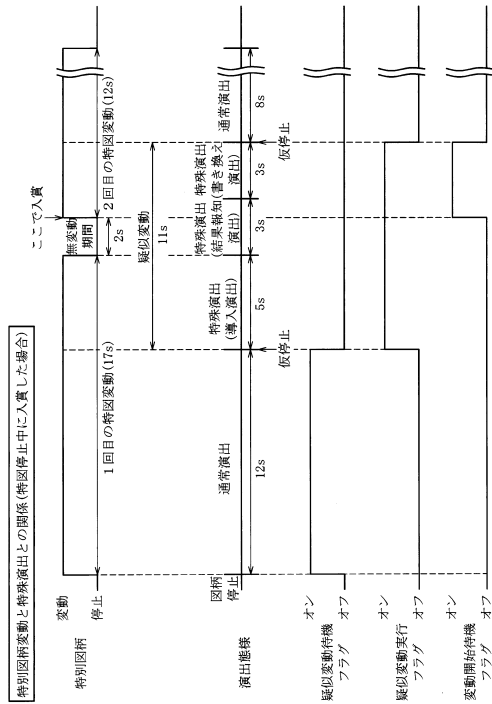 特別図柄変動と特殊演出との関係(特図停止中に入賞した場合)
ここで入賞
特別図柄
変動
停止
1回目の特図変動(17s)
無変動
期間
2s
2回目の特図変動(12s)
疑似変動
11s
演出態様
図柄
停止
通常演出
12s
特殊演出
(導入演出)
5s
特殊演出
(結果報知
演出)
3s
特殊演出
(書き換え
演出)
3s
通常演出
8s
仮停止
仮停止
疑似変動待機
フラグ
オン
オフ
疑似変動実行
フラグ
オン
オフ
変動開始待機
フラグ
オン
オフ